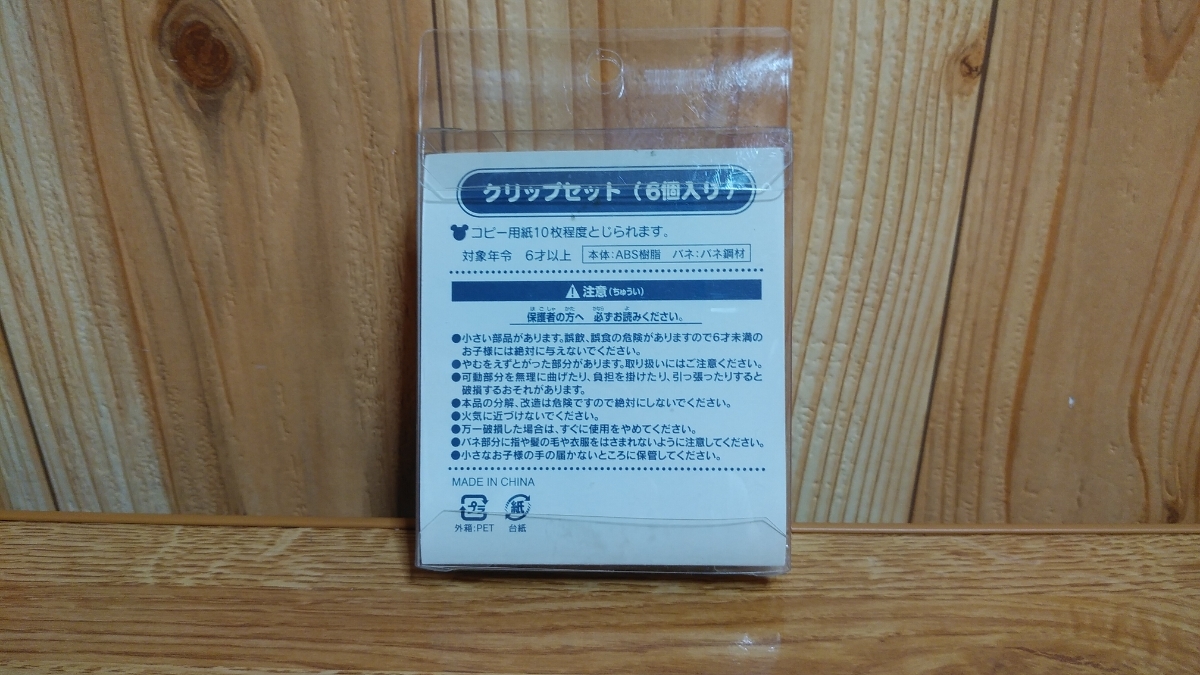 クリップセット（6個入り）
コピー用紙10枚程度とじられます。
対象年令 6才以上 本体:ABS樹脂 バネ:バネ鋼材
注意(ちゅうい)
ほごしゃ かた かなら よ
保護者の方へ 必ずお読みください。
●小さい部品があります。誤飲、誤食の危険がありますので6才未満の
お子様には絶対に与えないでください。
●やむをえずとがった部分があります。取り扱いにはご注意ください。
●可動部分を無理に曲げたり、負担を掛けたり、引っ張ったりすると
破損するおそれがあります。
●本品の分解、改造は危険ですので絶対にしないでください。
●火気に近づけないでください。
●万一破損した場合は、すぐに使用をやめてください。
●バネ部分に指や髪の毛や衣服をはさまれないように注意してください。
●小さなお子様の手の届かないところに保管してください。
MADE IN CHINA
プラ 紙
外箱:PET 台紙